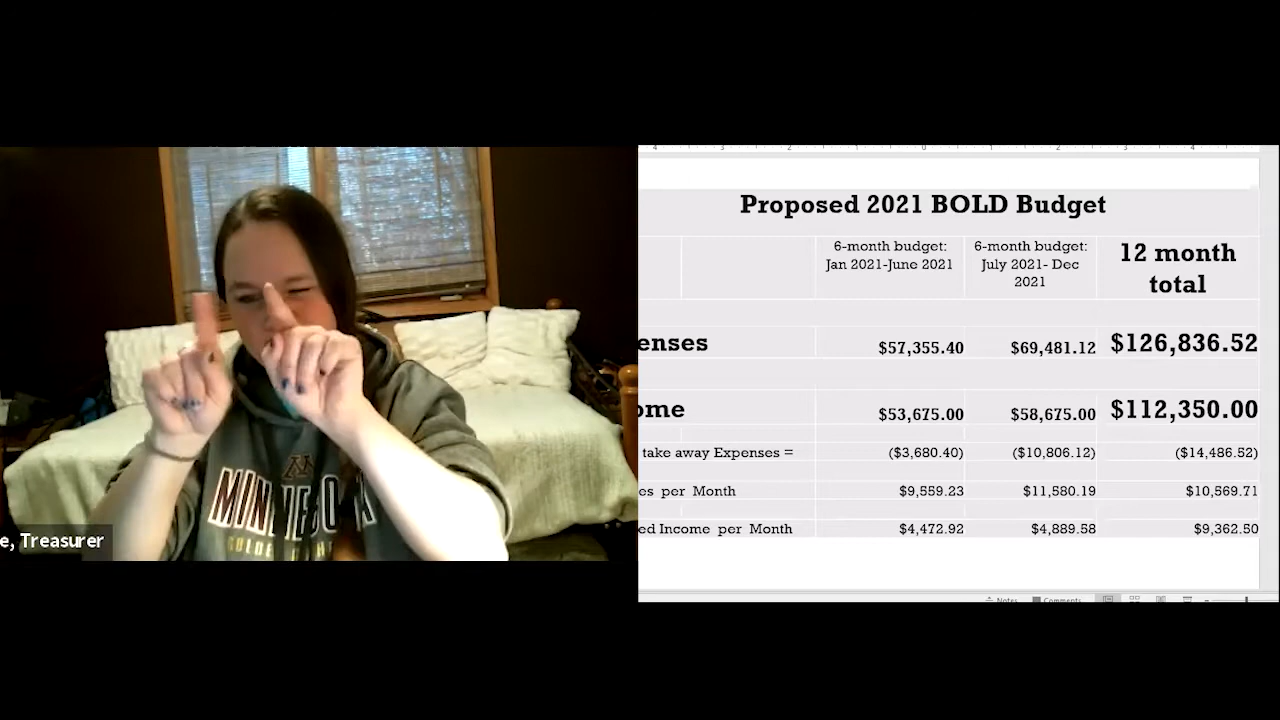 Proposed 2021 BOLD Budget
6-month budget:
Jan 2021-June 2021
6-month budget:
July 2021- Dec
2021
12 month
total
enses $57,355.40 $69,481.12 $126,836.52
ome $53,675.00 $58,675.00 $112,350.00
take away Expenses = ($3,680.40) ($10,806.12) ($14,486.52)
es per Month $9,559.23 $11,580.19 $10,569.71
ed Income per Month $4,472.92 $4,889.58 $9,362.50
Notes Comments
MINNESOTA
e, Treasurer